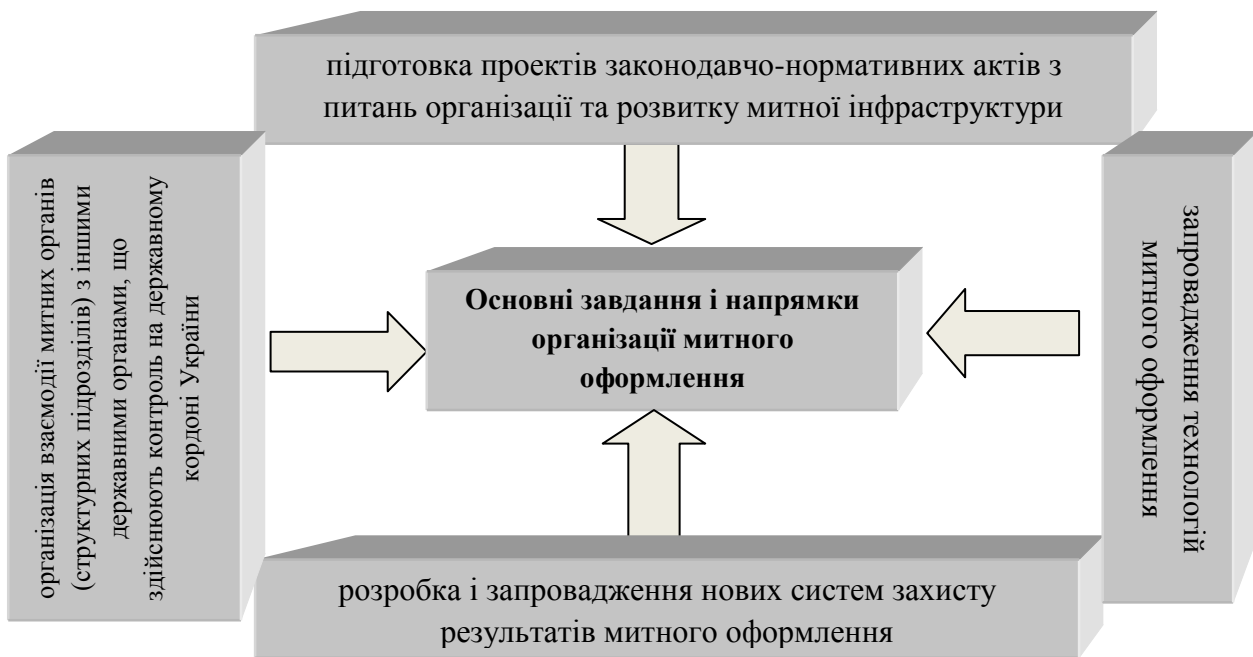 підготовка проектів законодавчо-нормативних актів з
питань організації та розвитку митної інфраструктури
організація взаємодії митних органів
(структурних підрозділів) з іншими
державними органами, що
здійснюють контроль на державному
кордоні України
Основні завдання і напрямки
організації митного
оформлення
запровадження технологій
митного оформлення
розробка і запровадження нових систем захисту
результатів митного оформлення